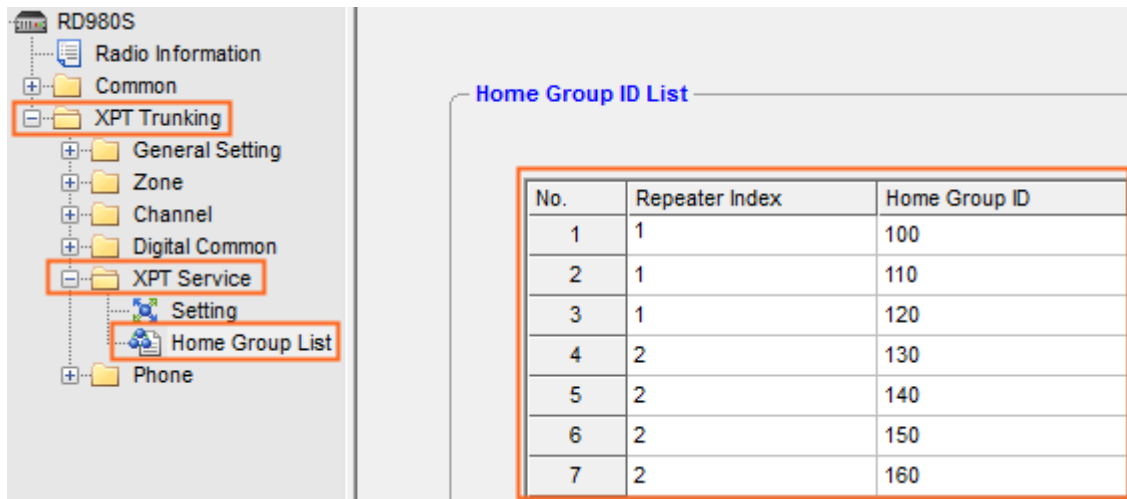 RD980S
Radio Information
Common
XPT Trunking
General Setting
Zone
Channel
Digital Common
XPT Service
Setting
Home Group List
Phone
Home Group ID List
No. Repeater Index Home Group ID
1 1 100
2 1 110
3 1 120
4 2 130
5 2 140
6 2 150
7 2 160